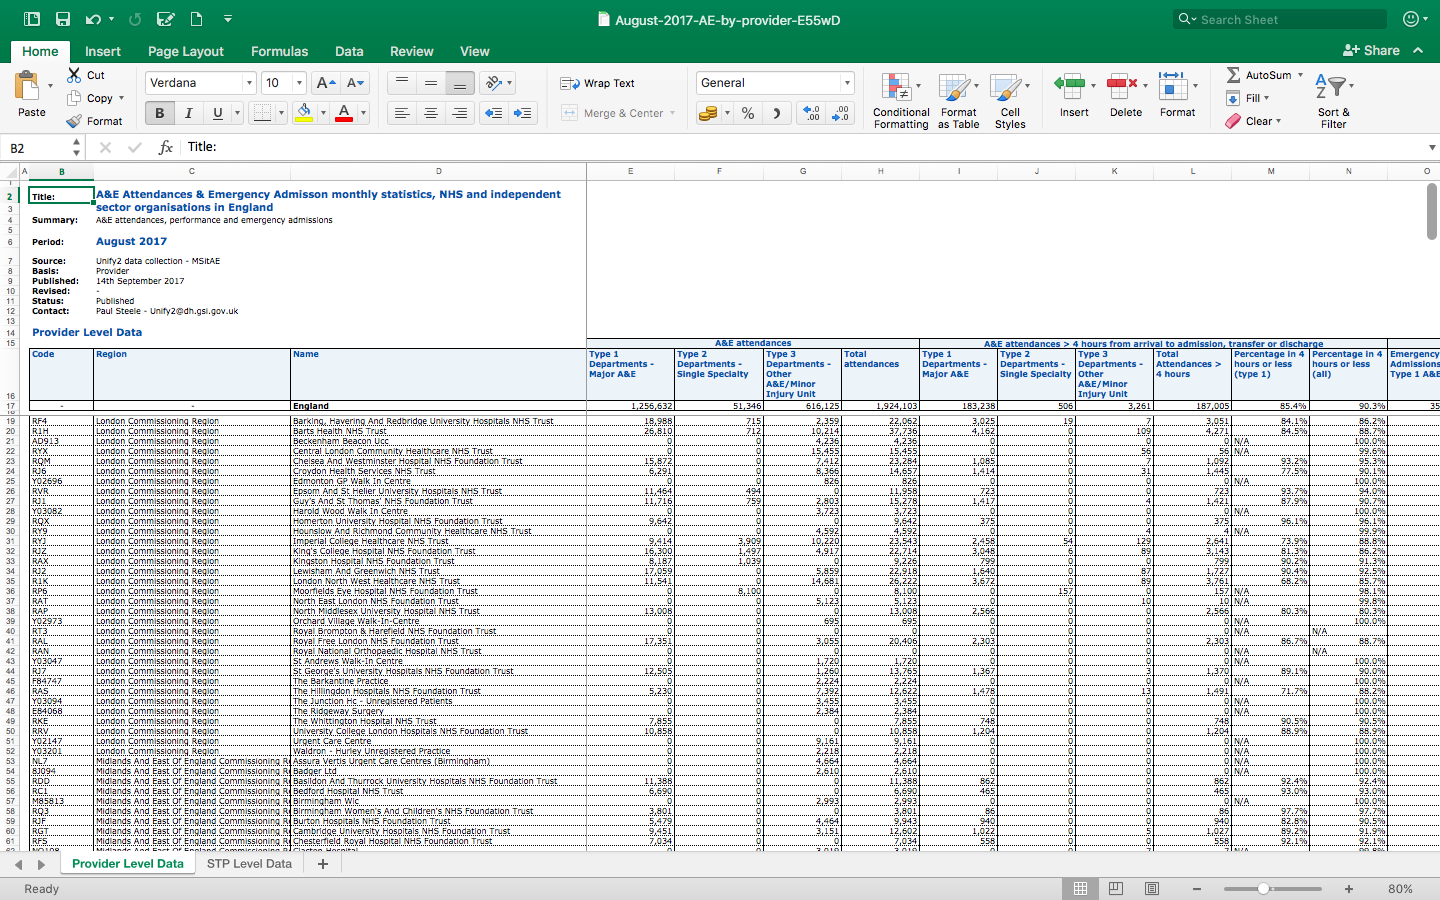 August-2017-AE-by-provider-E55wD
Search Sheet
Home Insert Page Layout Formulas Data Review View
Share
Paste
Cut
Copy
Format
Verdana 10
B I U
Wrap Text
Merge & Center
General
Conditional Formatting
Format as Table
Cell Styles
Insert
Delete
Format
AutoSum
Fill
Clear
Sort & Filter
B2 fx Title:
A B C D E F G H I J K L M N O
2 Title: A&E Attendances & Emergency Admisson monthly statistics, NHS and independent
3 sector organisations in England
4 Summary: A&E attendances, performance and emergency admissions
5
6 Period: August 2017
7 Source: Unify2 data collection - MSitAE
8 Basis: Provider
9 Published: 14th September 2017
10 Revised: -
11 Status: Published
12 Contact: Paul Steele - Unify2@dh.gsi.gov.uk
13
14 Provider Level Data
15 A&E attendances A&E attendances > 4 hours from arrival to admission, transfer or discharge
16 Code Region Name Type 1 Departments - Major A&E Type 2 Departments - Single Specialty Type 3 Departments - Other A&E/Minor Injury Unit Total attendances Type 1 Departments - Major A&E Type 2 Departments - Single Specialty Type 3 Departments - Other A&E/Minor Injury Unit Total Attendances > 4 hours Percentage in 4 hours or less (type 1) Percentage in 4 hours or less (all) Emergency Admissions Type 1 A&E
17 - - England 1,256,632 51,346 616,125 1,924,103 183,238 506 3,261 187,005 85.4% 90.3% 35
19 RF4 London Commissioning Region Barking, Havering And Redbridge University Hospitals NHS Trust 18,988 715 2,359 22,062 3,025 19 7 3,051 84.1% 86.2%
20 R1H London Commissioning Region Barts Health NHS Trust 26,810 712 10,214 37,736 4,162 0 109 4,271 84.5% 88.7%
21 AD913 London Commissioning Region Beckenham Beacon Ucc 0 0 4,236 4,236 0 0 0 0 N/A 100.0%
22 RYX London Commissioning Region Central London Community Healthcare NHS Trust 0 0 15,455 15,455 0 0 56 56 N/A 99.6%
23 RQM London Commissioning Region Chelsea And Westminster Hospital NHS Foundation Trust 15,872 0 7,412 23,284 1,085 0 7 1,092 93.2% 95.3%
24 RJ6 London Commissioning Region Croydon Health Services NHS Trust 6,291 0 8,366 14,657 1,414 0 31 1,445 77.5% 90.1%
25 Y02696 London Commissioning Region Edmonton GP Walk In Centre 0 0 826 826 0 0 0 0 N/A 100.0%
26 RVR London Commissioning Region Epsom And St Helier University Hospitals NHS Trust 11,464 494 0 11,958 723 0 0 723 93.7% 94.0%
27 RJ1 London Commissioning Region Guy's And St Thomas' NHS Foundation Trust 11,716 759 2,803 15,278 1,417 0 4 1,421 87.9% 90.7%
28 Y03082 London Commissioning Region Harold Wood Walk In Centre 0 0 3,723 3,723 0 0 0 0 N/A 100.0%
29 RQX London Commissioning Region Homerton University Hospital NHS Foundation Trust 9,642 0 0 9,642 375 0 0 375 96.1% 96.1%
30 RY9 London Commissioning Region Hounslow And Richmond Community Healthcare NHS Trust 0 0 4,592 4,592 0 0 4 4 N/A 99.9%
31 RYJ London Commissioning Region Imperial College Healthcare NHS Trust 9,414 3,909 10,220 23,543 2,458 54 129 2,641 73.9% 88.8%
32 RJZ London Commissioning Region King's College Hospital NHS Foundation Trust 16,300 1,497 4,917 22,714 3,048 6 89 3,143 81.3% 86.2%
33 RAX London Commissioning Region Kingston Hospital NHS Foundation Trust 8,187 1,039 0 9,226 799 0 0 799 90.2% 91.3%
34 RJ2 London Commissioning Region Lewisham And Greenwich NHS Trust 17,059 0 5,859 22,918 1,640 0 87 1,727 90.4% 92.5%
35 R1K London Commissioning Region London North West Healthcare NHS Trust 11,541 0 14,681 26,222 3,672 0 89 3,761 68.2% 85.7%
36 RP6 London Commissioning Region Moorfields Eye Hospital NHS Foundation Trust 0 8,100 0 8,100 0 157 0 157 N/A 98.1%
37 RAT London Commissioning Region North East London NHS Foundation Trust 0 0 5,123 5,123 0 0 10 10 N/A 99.8%
38 RAP London Commissioning Region North Middlesex University Hospital NHS Trust 13,008 0 0 13,008 2,566 0 0 2,566 80.3% 80.3%
39 Y02973 London Commissioning Region Orchard Village Walk-In-Centre 0 0 695 695 0 0 0 0 N/A 100.0%
40 RT3 London Commissioning Region Royal Brompton & Harefield NHS Foundation Trust 0 0 0 0 0 0 0 0 N/A N/A
41 RAL London Commissioning Region Royal Free London NHS Foundation Trust 17,351 0 3,055 20,406 2,303 0 0 2,303 86.7% 88.7%
42 RAN London Commissioning Region Royal National Orthopaedic Hospital NHS Trust 0 0 0 0 0 0 0 0 N/A N/A
43 Y03047 London Commissioning Region St Andrews Walk-In Centre 0 0 1,720 1,720 0 0 0 0 N/A 100.0%
44 RJ7 London Commissioning Region St George's University Hospitals NHS Foundation Trust 12,505 0 1,260 13,765 1,367 0 3 1,370 89.1% 90.0%
45 F84747 London Commissioning Region The Barkantine Practice 0 0 2,224 2,224 0 0 0 0 N/A 100.0%
46 RAS London Commissioning Region The Hillingdon Hospitals NHS Foundation Trust 5,230 0 7,392 12,622 1,478 0 13 1,491 71.7% 88.2%
47 Y03094 London Commissioning Region The Junction Hc - Unregistered Patients 0 0 3,455 3,455 0 0 0 0 N/A 100.0%
48 E84068 London Commissioning Region The Ridgeway Surgery 0 0 2,384 2,384 0 0 0 0 N/A 100.0%
49 RKE London Commissioning Region The Whittington Hospital NHS Trust 7,855 0 0 7,855 748 0 0 748 90.5% 90.5%
50 RRV London Commissioning Region University College London Hospitals NHS Foundation Trust 10,858 0 0 10,858 1,204 0 0 1,204 88.9% 88.9%
51 Y02147 London Commissioning Region Urgent Care Centre 0 0 9,161 9,161 0 0 0 0 N/A 100.0%
52 Y03201 London Commissioning Region Waldron - Hurley Unregistered Practice 0 0 2,218 2,218 0 0 0 0 N/A 100.0%
53 NL7 Midlands And East Of England Commissioning R Assura Vertis Urgent Care Centres (Birmingham) 0 0 4,664 4,664 0 0 0 0 N/A 100.0%
54 8J094 Midlands And East Of England Commissioning R Badger Ltd 0 0 2,610 2,610 0 0 0 0 N/A 100.0%
55 RDD Midlands And East Of England Commissioning R Basildon And Thurrock University Hospitals NHS Foundation Trust 11,388 0 0 11,388 862 0 0 862 92.4% 92.4%
56 RC1 Midlands And East Of England Commissioning R Bedford Hospital NHS Trust 6,690 0 0 6,690 465 0 0 465 93.0% 93.0%
57 M85813 Midlands And East Of England Commissioning R Birmingham Wic 0 0 2,993 2,993 0 0 0 0 N/A 100.0%
58 RQ3 Midlands And East Of England Commissioning R Birmingham Women's And Children's NHS Foundation Trust 3,801 0 0 3,801 86 0 0 86 97.7% 97.7%
59 RJF Midlands And East Of England Commissioning R Burton Hospitals NHS Foundation Trust 5,479 0 4,464 9,943 940 0 0 940 82.8% 90.5%
60 RGT Midlands And East Of England Commissioning R Cambridge University Hospitals NHS Foundation Trust 9,451 0 3,151 12,602 1,022 0 5 1,027 89.2% 91.9%
61 RFS Midlands And East Of England Commissioning R Chesterfield Royal Hospital NHS Foundation Trust 7,034 0 0 7,034 558 0 0 558 92.1% 92.1%
Provider Level Data STP Level Data +
Ready 80%